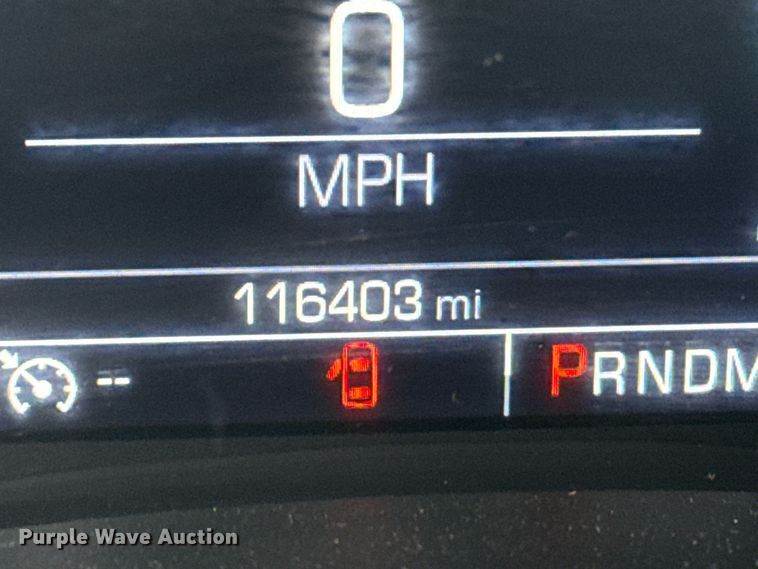 0
MPH
116403 mi
-- PRNDM
Purple Wave Auction